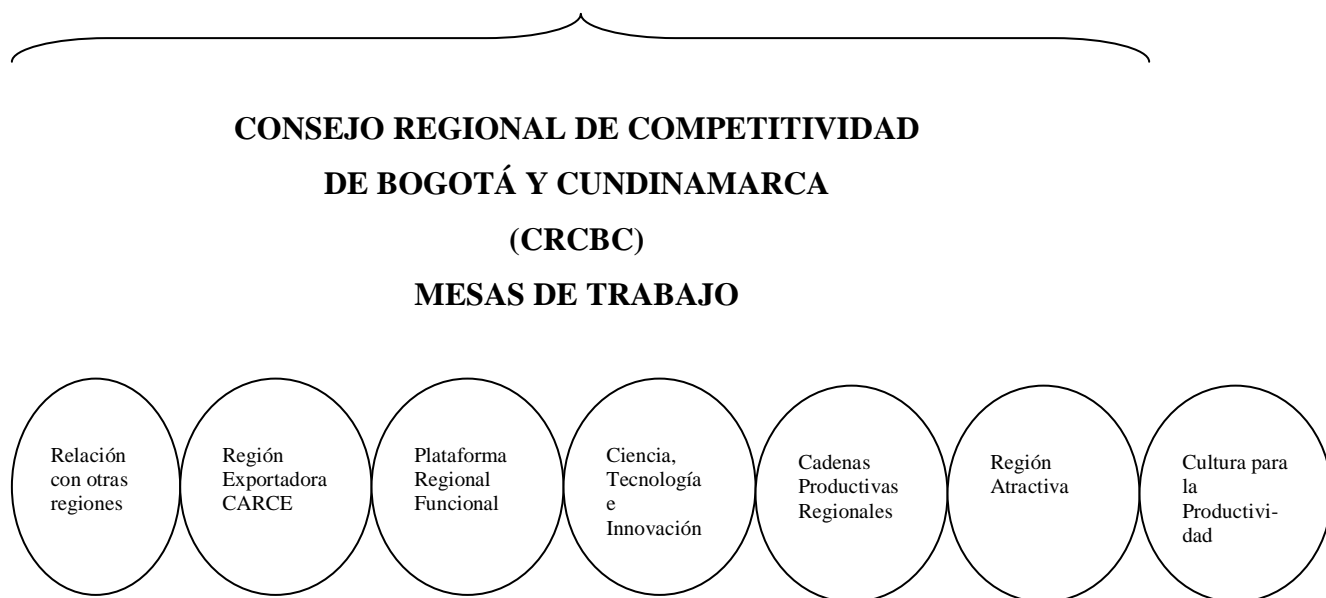 CONSEJO REGIONAL DE COMPETITIVIDAD
DE BOGOTÁ Y CUNDINAMARCA
(CRCBC)
MESAS DE TRABAJO
Relación
con otras
regiones
Región
Exportadora
CARCE
Plataforma
Regional
Funcional
Ciencia,
Tecnología
e
Innovación
Cadenas
Productivas
Regionales
Región
Atractiva
Cultura para
la
Productivi-
dad